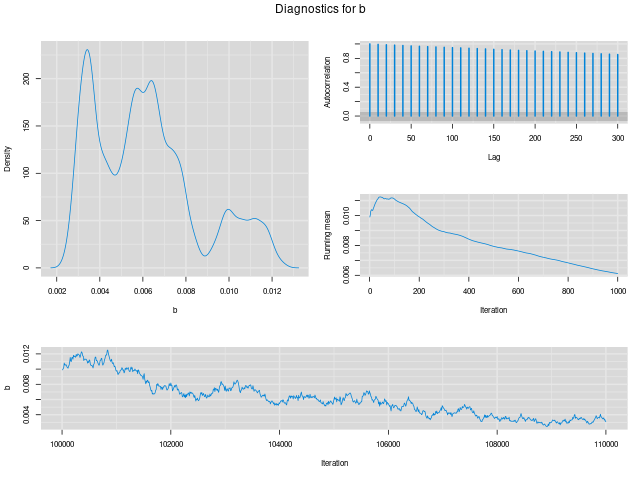 Diagnostics for b
Density
0 50 100 150 200
0.002 0.004 0.006 0.008 0.010 0.012
b
Autocorrelation
0.0 0.4 0.8
0 50 100 150 200 250 300
Lag
Running mean
0.006 0.008 0.010
0 200 400 600 800 1000
Iteration
b
0.004 0.008 0.012
100000 102000 104000 106000 108000 110000
Iteration